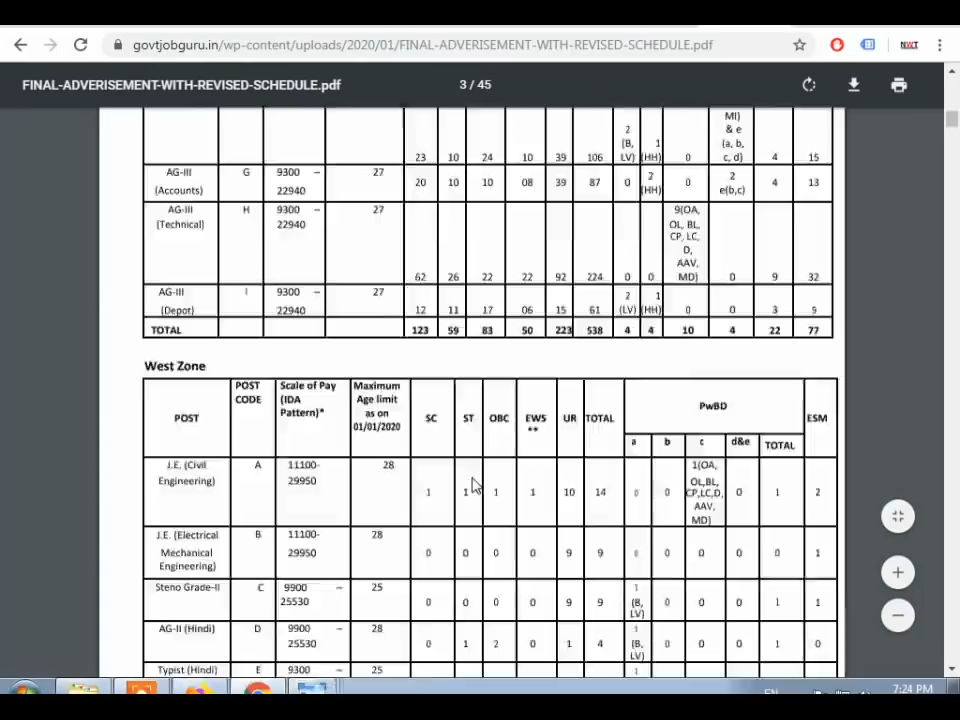 govtjobguru.in/wp-content/uploads/2020/01/FINAL-ADVERISEMENT-WITH-REVISED-SCHEDULE.pdf
FINAL-ADVERISEMENT-WITH-REVISED-SCHEDULE.pdf 3 / 45
23 10 24 10 39 106 2 (B, LV) 1 (HH) 0 MI) & e (a, b, c, d) 4 15
AG-III (Accounts) G 9300 – 22940 27 20 10 10 08 39 87 0 2 (HH) 0 2 e(b,c) 4 13
AG-III (Technical) H 9300 – 22940 27 62 26 22 22 92 224 0 0 9(OA, OL, BL, CP, LC, D, AAV, MD) 0 9 32
AG-III (Depot) I 9300 – 22940 27 12 11 17 06 15 61 2 (LV) 1 (HH) 0 0 3 9
TOTAL 123 59 83 50 223 538 4 4 10 4 22 77
West Zone
POST POST CODE Scale of Pay (IDA Pattern)* Maximum Age limit as on 01/01/2020 SC ST OBC EWS ** UR TOTAL PwBD ESM
a b c d&e TOTAL
J.E. (Civil Engineering) A 11100- 29950 28 1 1 1 1 10 14 0 0 1(OA, OL,BL, CP,LC,D, AAV, MD) 0 1 2
J.E. (Electrical Mechanical Engineering) B 11100- 29950 28 0 0 0 0 9 9 0 0 0 0 0 1
Steno Grade-II C 9900 – 25530 25 0 0 0 0 9 9 1 (B, LV) 0 0 0 1 1
AG-II (Hindi) D 9900 – 25530 28 0 1 2 0 1 4 1 (B, LV) 0 0 0 1 0
Typist (Hindi) E 9300 – 25 1
EN 7:24 PM